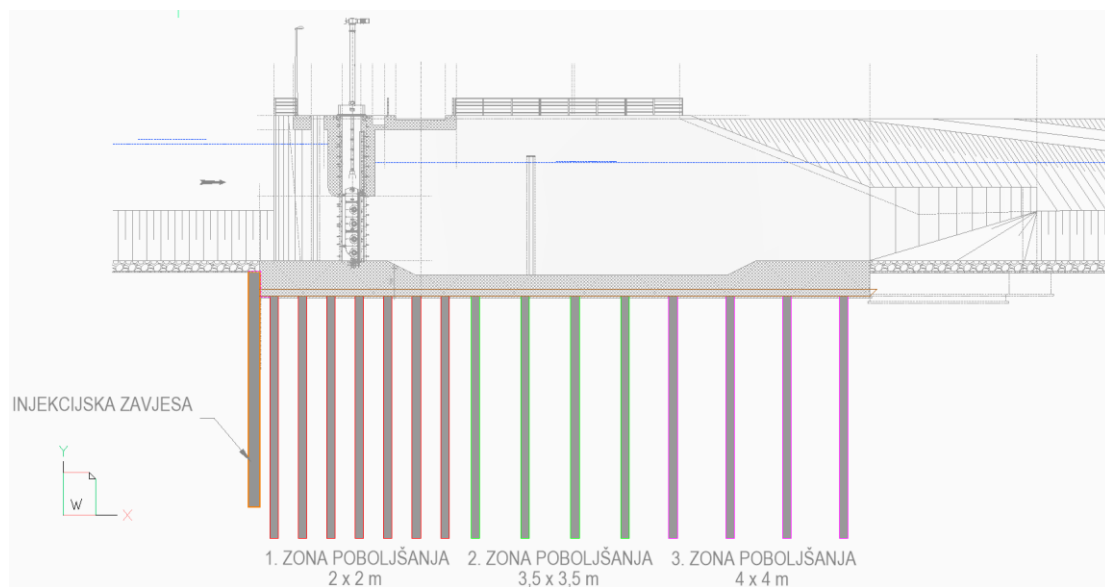 INJEKCIJSKA ZAVJESA
Y
W
X
1. ZONA POBOLJŠANJA
2 x 2 m
2. ZONA POBOLJŠANJA
3,5 x 3,5 m
3. ZONA POBOLJŠANJA
4 x 4 m